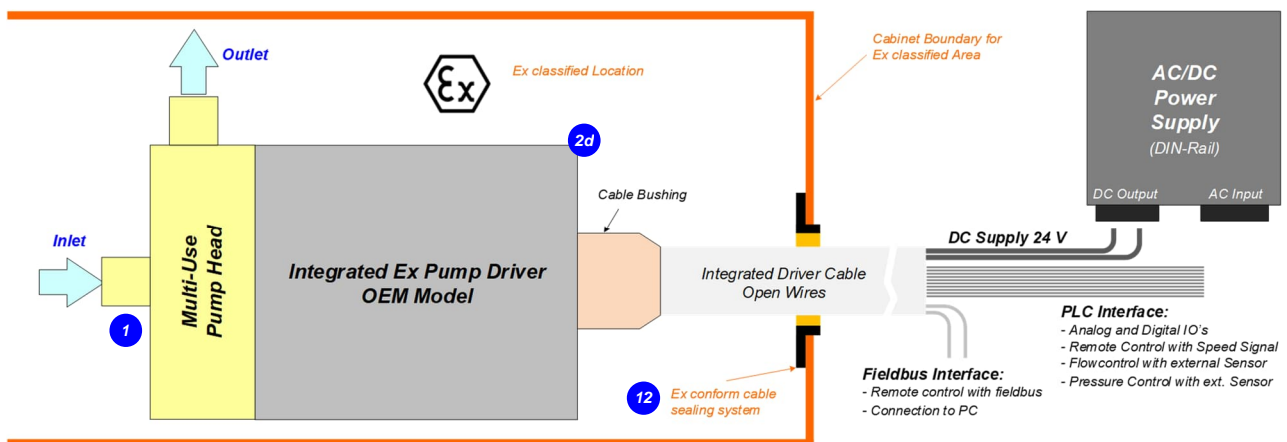 Outlet
Inlet
1
Multi-Use
Pump Head
Ex classified Location
Ex
2d
Integrated Ex Pump Driver
OEM Model
Cable Bushing
Integrated Driver Cable
Open Wires
12
Ex conform cable
sealing system
Cabinet Boundary for
Ex classified Area
AC/DC
Power
Supply
(DIN-Rail)
DC Output
AC Input
DC Supply 24 V
PLC Interface:
- Analog and Digital IO's
- Remote Control with Speed Signal
- Flowcontrol with external Sensor
- Pressure Control with ext. Sensor
Fieldbus Interface:
- Remote control with fieldbus
- Connection to PC